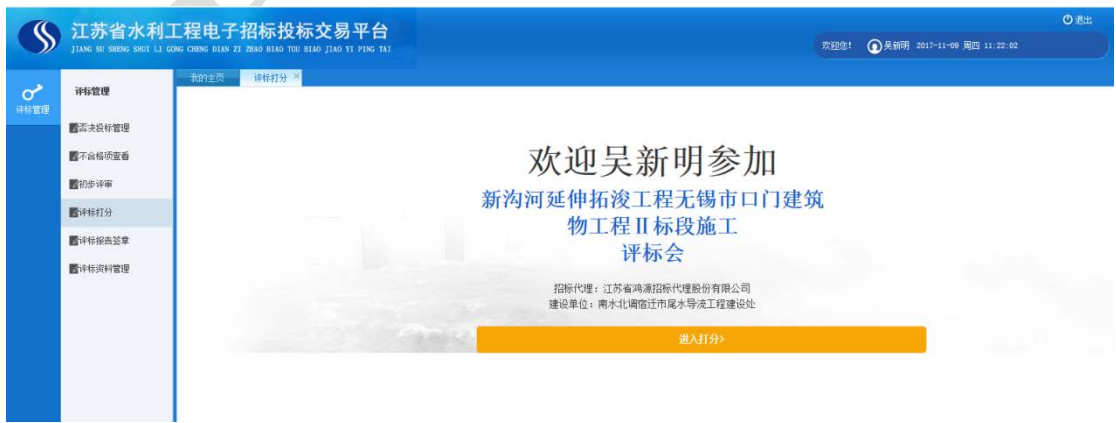 江苏省水利工程电子招标投标交易平台
JIANG SU SHENG SHUI LI GONG CHENG DIAN ZI ZHAO BIAO TOU BIAO JIAO YI PING TAI
退出
欢迎您! 吴新明 2017-11-09 周四 11:22:02
评标管理
评标管理
否决投标管理
不合格项查看
初步评审
评标打分
评标报告签章
评标资料管理
我的主页 评标打分 ×
欢迎吴新明参加
新沟河延伸拓浚工程无锡市口门建筑
物工程Ⅱ标段施工
评标会
招标代理：江苏省鸿源招标代理股份有限公司
建设单位：南水北调宿迁市尾水导流工程建设处
进入打分>